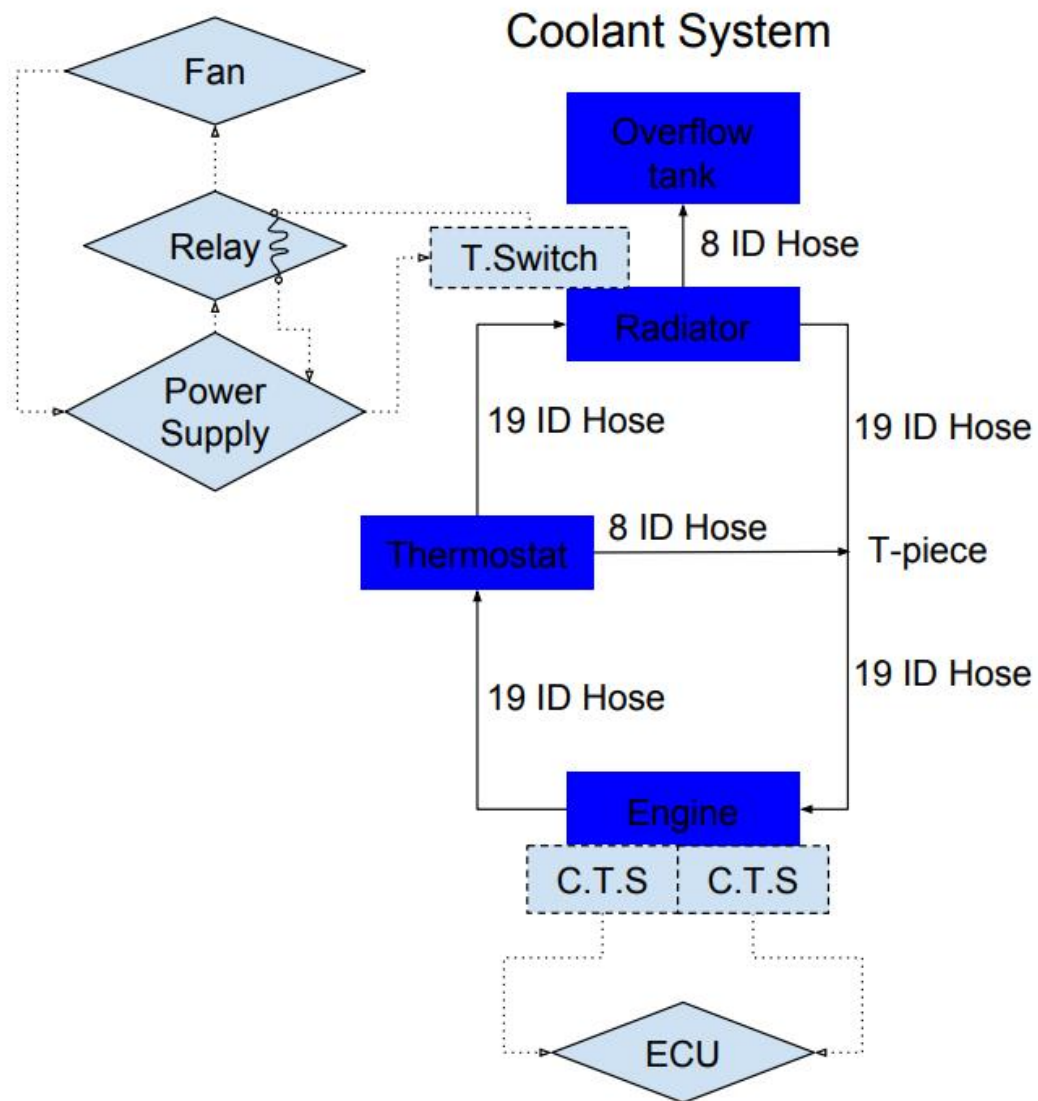 Coolant System
Fan
Overflow
tank
Relay
T.Switch
8 ID Hose
Radiator
Power
Supply
19 ID Hose
19 ID Hose
Thermostat
8 ID Hose
T-piece
19 ID Hose
19 ID Hose
Engine
C.T.S
C.T.S
ECU